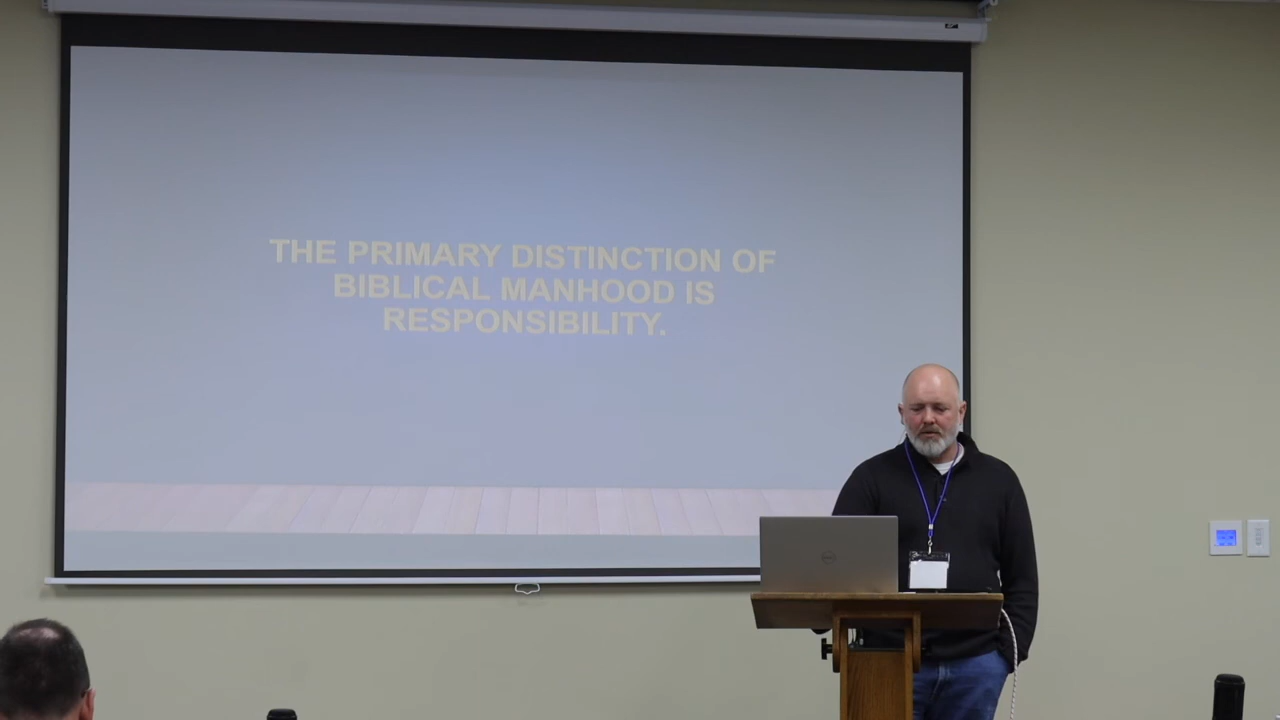 THE PRIMARY DISTINCTION OF
BIBLICAL MANHOOD IS
RESPONSIBILITY.